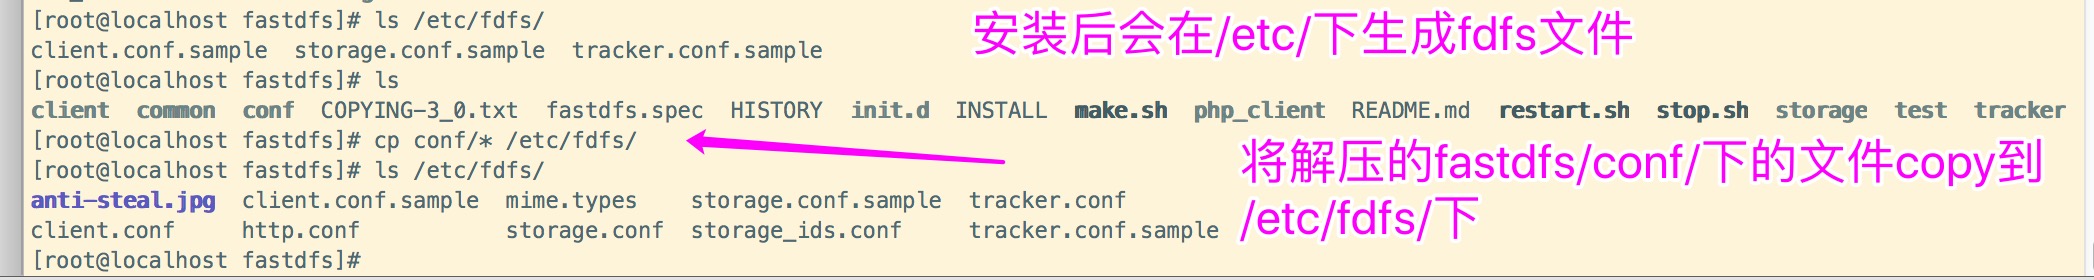 [root@localhost fastdfs]# ls /etc/fdfs/
安装后会在/etc/下生成fdfs文件
client.conf.sample  storage.conf.sample  tracker.conf.sample
[root@localhost fastdfs]# ls
client  common  conf  COPYING-3_0.txt  fastdfs.spec  HISTORY  init.d  INSTALL  make.sh  php_client  README.md  restart.sh  stop.sh  storage  test  tracker
[root@localhost fastdfs]# cp conf/* /etc/fdfs/
将解压的fastdfs/conf/下的文件copy到
/etc/fdfs/下
[root@localhost fastdfs]# ls /etc/fdfs/
anti-steal.jpg  client.conf.sample  mime.types    storage.conf.sample  tracker.conf
client.conf     http.conf           storage.conf  storage_ids.conf     tracker.conf.sample
[root@localhost fastdfs]#